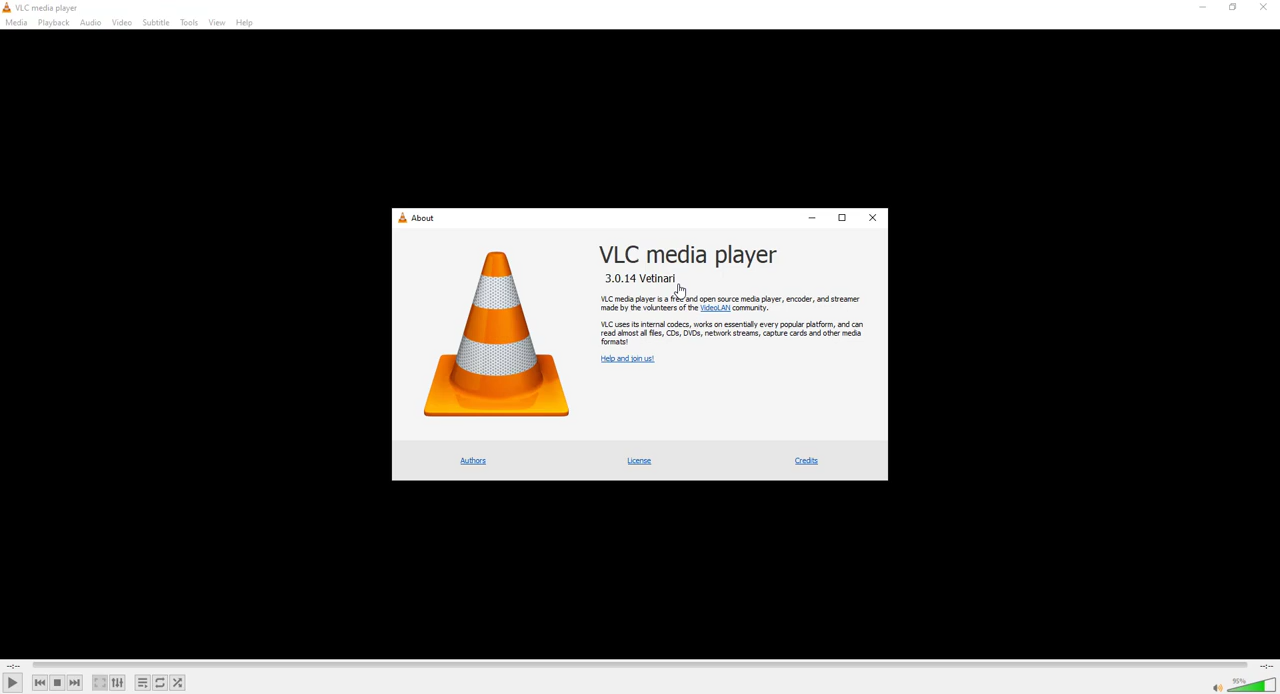 VLC media player
Media Playback Audio Video Subtitle Tools View Help
About
VLC media player
3.0.14 Vetinari
VLC media player is a free and open source media player, encoder, and streamer
made by the volunteers of the VideoLAN community.
VLC uses its internal codecs, works on essentially every popular platform, and can
read almost all files, CDs, DVDs, network streams, capture cards and other media
formats!
Help and join us!
Authors License Credits
--:-- --:--
95%